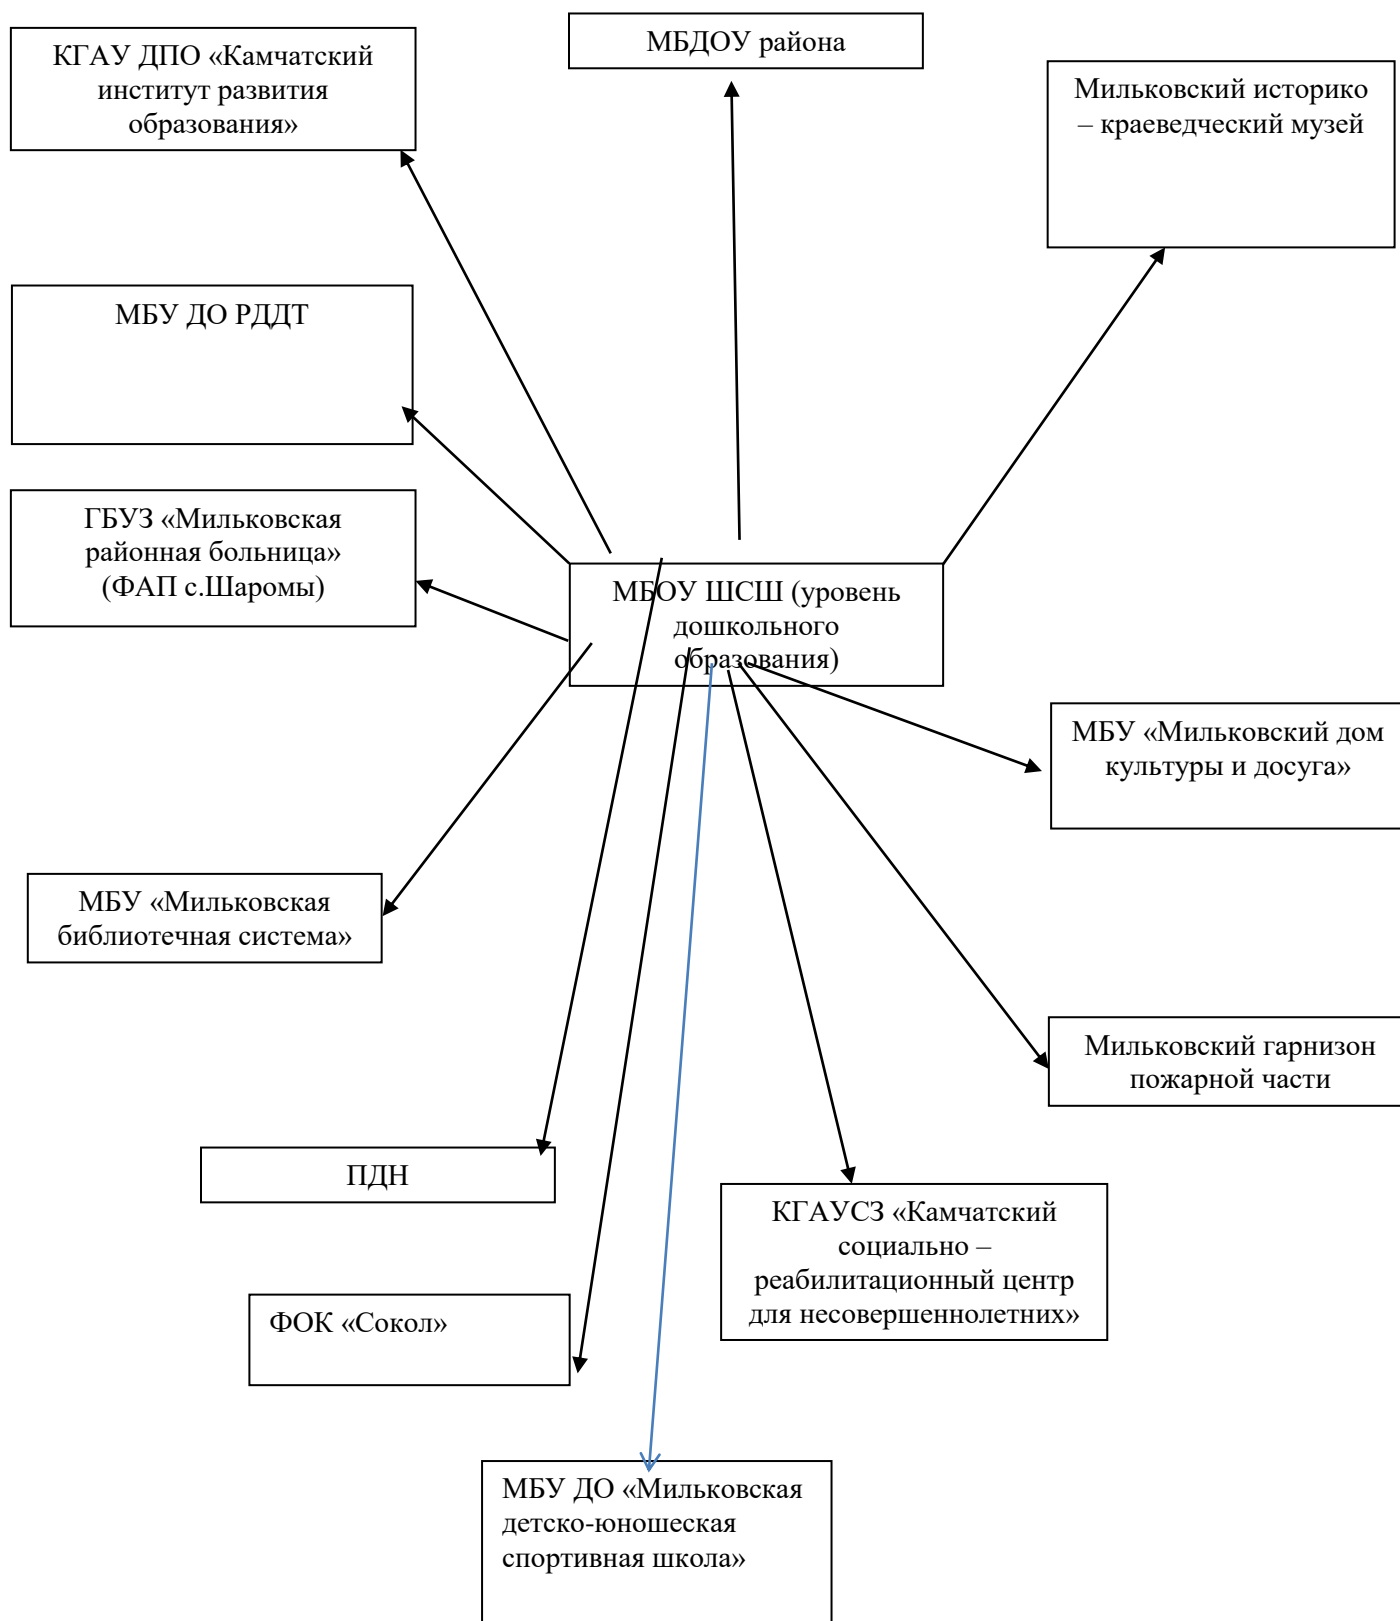 КГАУ ДПО «Камчатский
институт развития
образования»
МБДОУ района
Мильковский историко
– краеведческий музей
МБУ ДО РДДТ
ГБУЗ «Мильковская
районная больница»
(ФАП с.Шаромы)
МБОУ ШСШ (уровень
дошкольного
образования)
МБУ «Мильковский дом
культуры и досуга»
МБУ «Мильковская
библиотечная система»
Мильковский гарнизон
пожарной части
ПДН
КГАУСЗ «Камчатский
социально –
реабилитационный центр
для несовершеннолетних»
ФОК «Сокол»
МБУ ДО «Мильковская
детско-юношеская
спортивная школа»